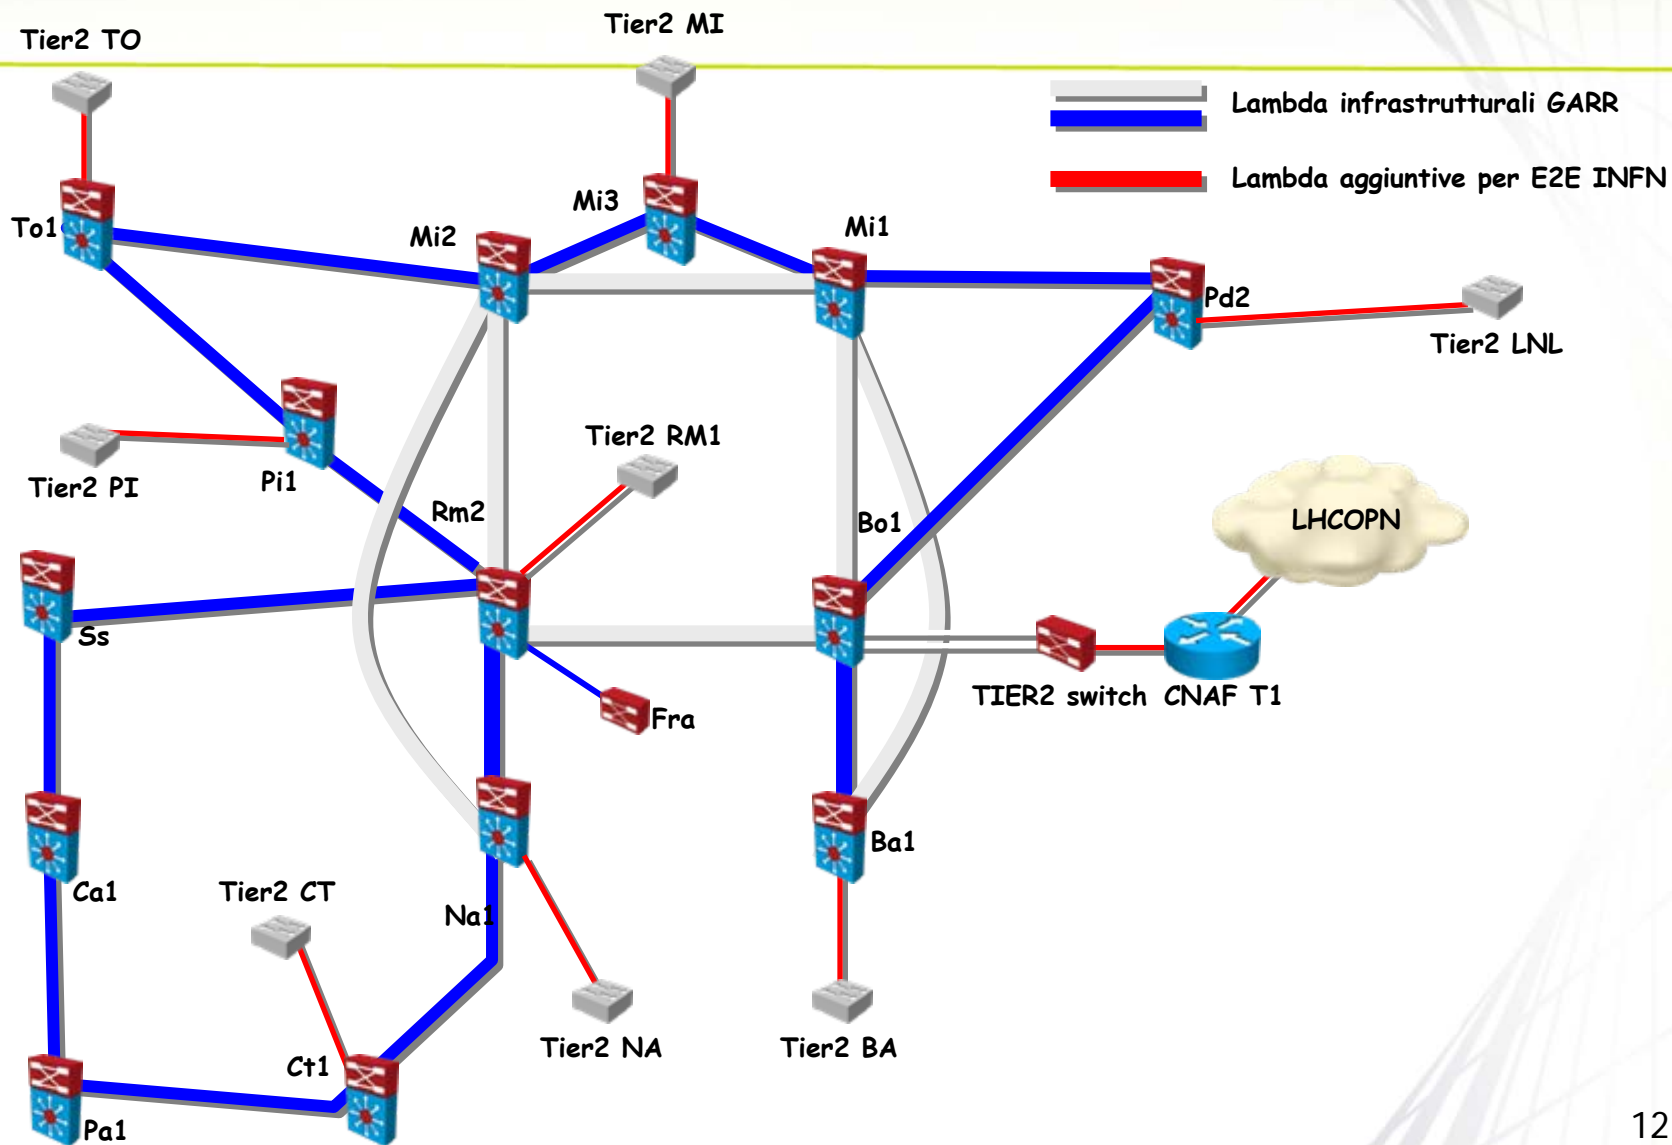 Tier2 TO
Tier2 MI
Lambda infrastrutturali GARR
Lambda aggiuntive per E2E INFN
To1
Mi2
Mi3
Mi1
Pd2
Tier2 LNL
Tier2 PI
Pi1
Tier2 RM1
Rm2
Bo1
LHCOPN
Ss
Fra
TIER2 switch
CNAF T1
Ca1
Tier2 CT
Na1
Ba1
Tier2 NA
Tier2 BA
Ct1
Pa1
12